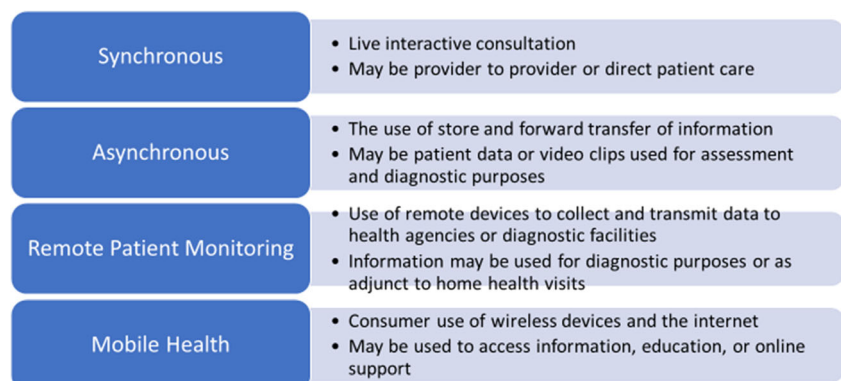 Synchronous
• Live interactive consultation
• May be provider to provider or direct patient care
Asynchronous
• The use of store and forward transfer of information
• May be patient data or video clips used for assessment
and diagnostic purposes
Remote Patient Monitoring
• Use of remote devices to collect and transmit data to
health agencies or diagnostic facilities
• Information may be used for diagnostic purposes or as
adjunct to home health visits
Mobile Health
• Consumer use of wireless devices and the internet
• May be used to access information, education, or online
support